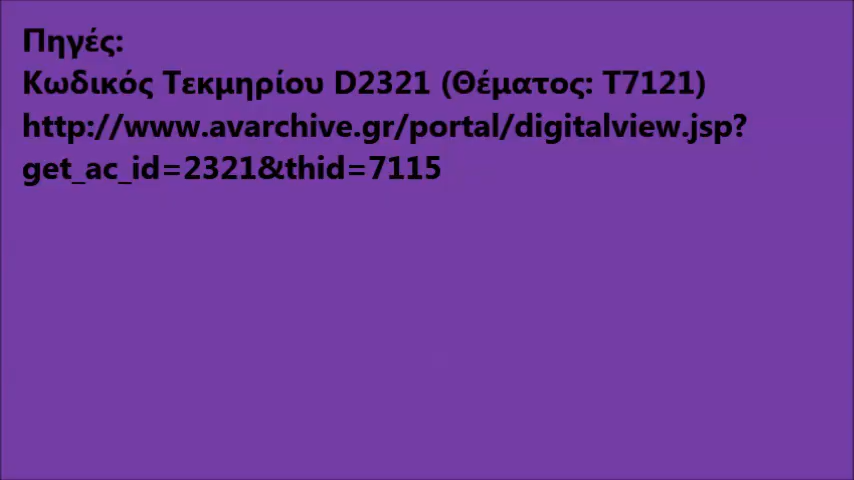 Πηγές:
Κωδικός Τεκμηρίου D2321 (Θέματος: T7121)
http://www.avarchive.gr/portal/digitalview.jsp?
get_ac_id=2321&thid=7115